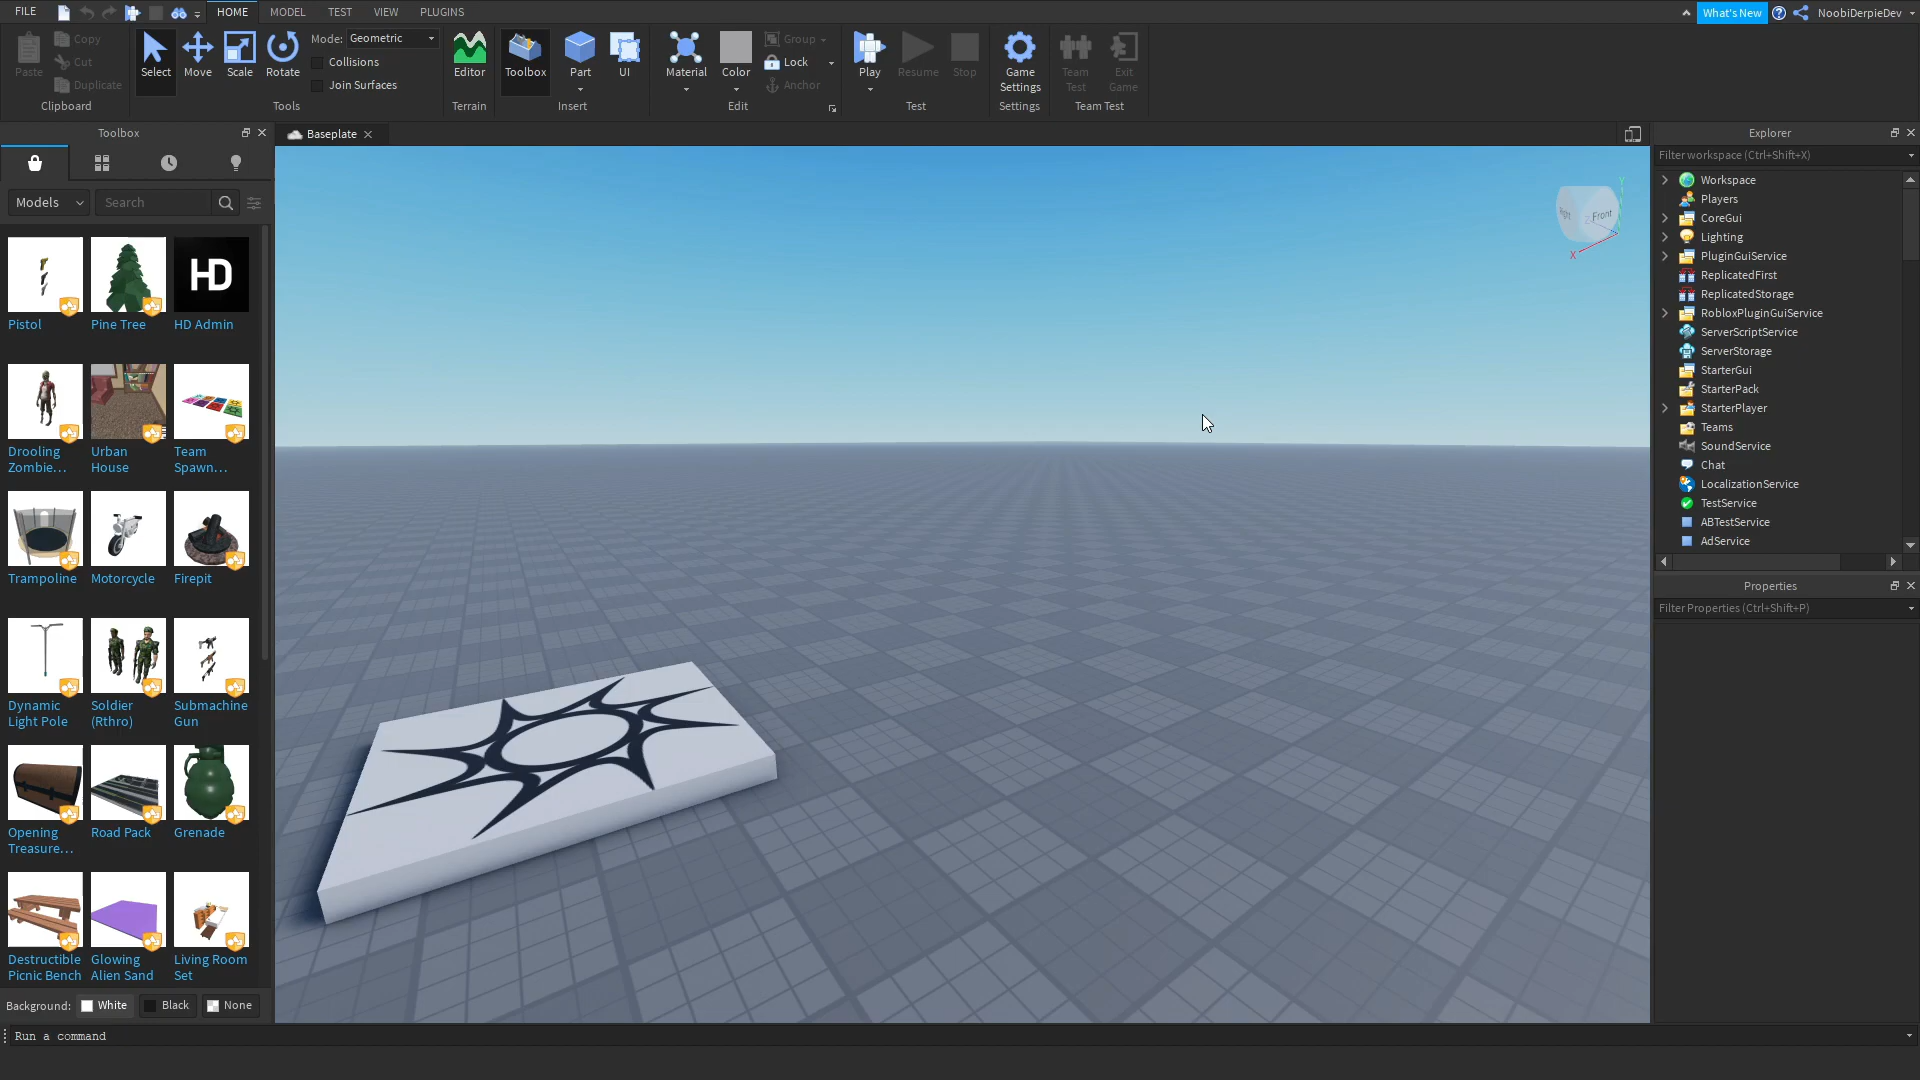 FILE
HOME
MODEL
TEST
VIEW
PLUGINS
What's New
NoobiDerpieDev
Paste
Copy
Cut
Duplicate
Clipboard
Select
Move
Scale
Rotate
Mode: Geometric
Collisions
Join Surfaces
Tools
Editor
Terrain
Toolbox
Part
UI
Insert
Material
Color
Group
Lock
Anchor
Edit
Play
Resume
Stop
Test
Game
Settings
Settings
Team
Test
Exit
Game
Team Test
Toolbox
Models
Search
Pistol
Pine Tree
HD
HD Admin
Drooling
Zombie...
Urban
House
Team
Spawn...
Trampoline
Motorcycle
Firepit
Dynamic
Light Pole
Soldier
(Rthro)
Submachine
Gun
Opening
Treasure...
Road Pack
Grenade
Destructible
Picnic Bench
Glowing
Alien Sand
Living Room
Set
Background:
White
Black
None
Run a command
Baseplate
Front
Y
Z
X
Explorer
Filter workspace (Ctrl+Shift+X)
Workspace
Players
CoreGui
Lighting
PluginGuiService
ReplicatedFirst
ReplicatedStorage
RobloxPluginGuiService
ServerScriptService
ServerStorage
StarterGui
StarterPack
StarterPlayer
Teams
SoundService
Chat
LocalizationService
TestService
ABTestService
AdService
Properties
Filter Properties (Ctrl+Shift+P)